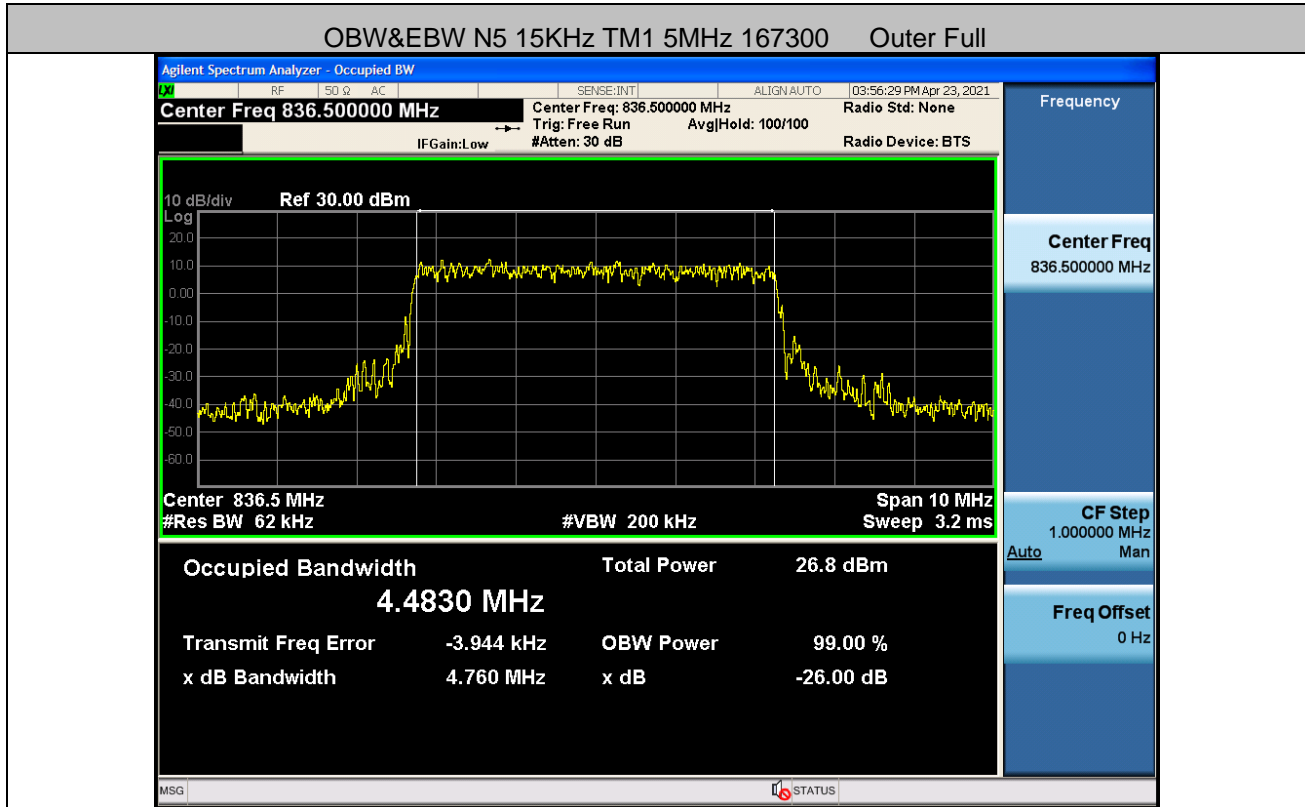 OBW&EBW N5 15KHz TM1 5MHz 167300 Outer Full
Agilent Spectrum Analyzer - Occupied BW
LXI RF 50 Ω AC SENSE:INT ALIGN AUTO 03:56:29 PM Apr 23, 2021
Center Freq 836.500000 MHz
Center Freq: 836.500000 MHz
Radio Std: None
Trig: Free Run Avg|Hold: 100/100
IFGain:Low #Atten: 30 dB Radio Device: BTS
10 dB/div Ref 30.00 dBm
Log
20.0
10.0
0.00
-10.0
-20.0
-30.0
-40.0
-50.0
-60.0
Center 836.5 MHz Span 10 MHz
#Res BW 62 kHz #VBW 200 kHz Sweep 3.2 ms
Occupied Bandwidth Total Power 26.8 dBm
4.4830 MHz
Transmit Freq Error -3.944 kHz OBW Power 99.00 %
x dB Bandwidth 4.760 MHz x dB -26.00 dB
MSG STATUS
Frequency
Center Freq
836.500000 MHz
CF Step
1.000000 MHz
Auto Man
Freq Offset
0 Hz